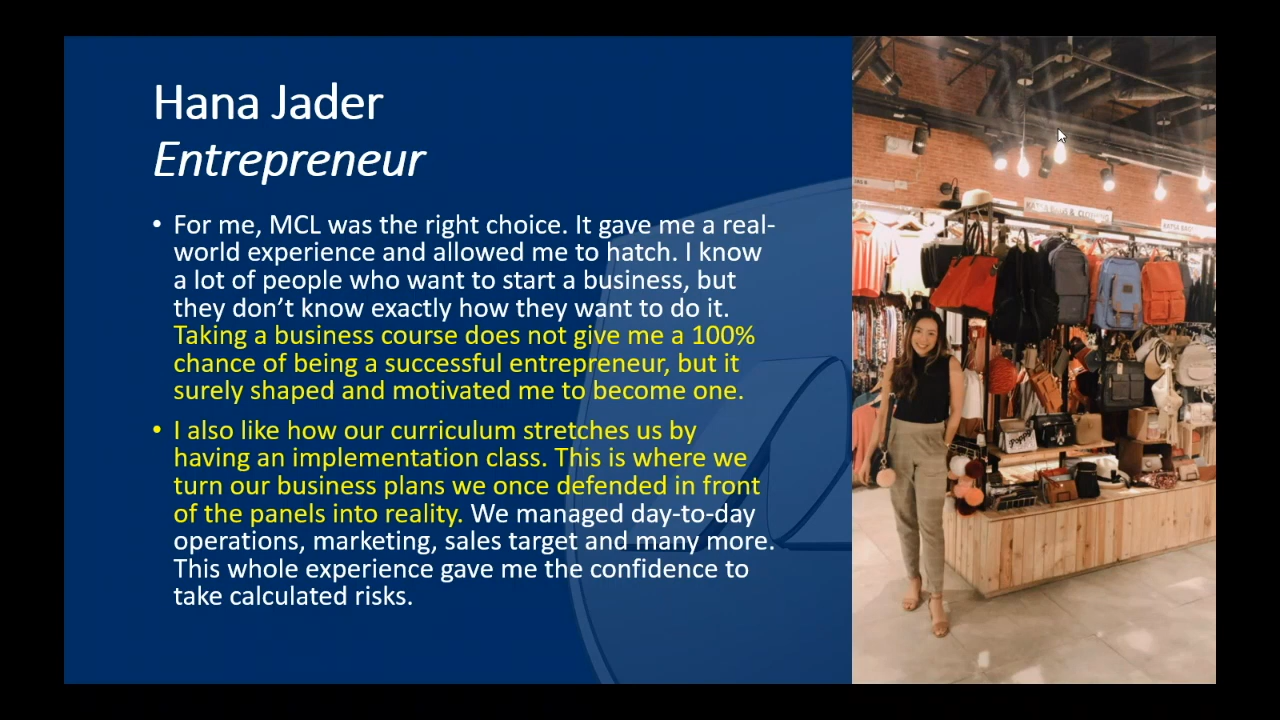 Hana Jader
Entrepreneur
• For me, MCL was the right choice. It gave me a real-
world experience and allowed me to hatch. I know
a lot of people who want to start a business, but
they don’t know exactly how they want to do it.
Taking a business course does not give me a 100%
chance of being a successful entrepreneur, but it
surely shaped and motivated me to become one.
• I also like how our curriculum stretches us by
having an implementation class. This is where we
turn our business plans we once defended in front
of the panels into reality. We managed day-to-day
operations, marketing, sales target and many more.
This whole experience gave me the confidence to
take calculated risks.